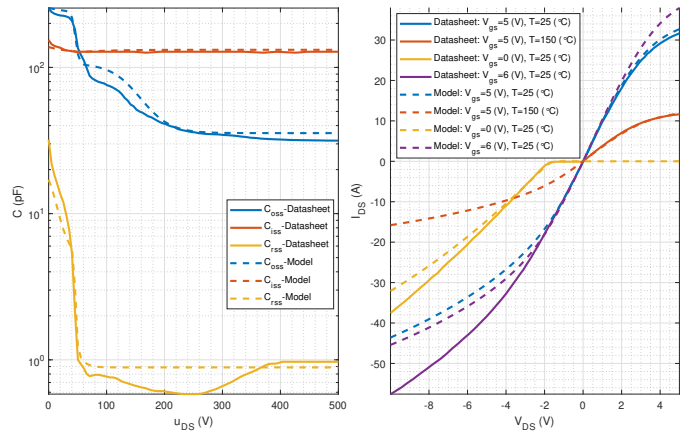 10²
10¹
10⁰
C (pF)
0
100
200
300
400
500
u_DS (V)
C_oss-Datasheet
C_iss-Datasheet
C_rss-Datasheet
C_oss-Model
C_iss-Model
C_rss-Model
30
20
10
0
-10
-20
-30
-40
-50
I_DS (A)
-8
-6
-4
-2
0
2
4
V_DS (V)
Datasheet: V_gs=5 (V), T=25 (°C)
Datasheet: V_gs=5 (V), T=150 (°C)
Datasheet: V_gs=0 (V), T=25 (°C)
Datasheet: V_gs=6 (V), T=25 (°C)
Model: V_gs=5 (V), T=25 (°C)
Model: V_gs=5 (V), T=150 (°C)
Model: V_gs=0 (V), T=25 (°C)
Model: V_gs=6 (V), T=25 (°C)